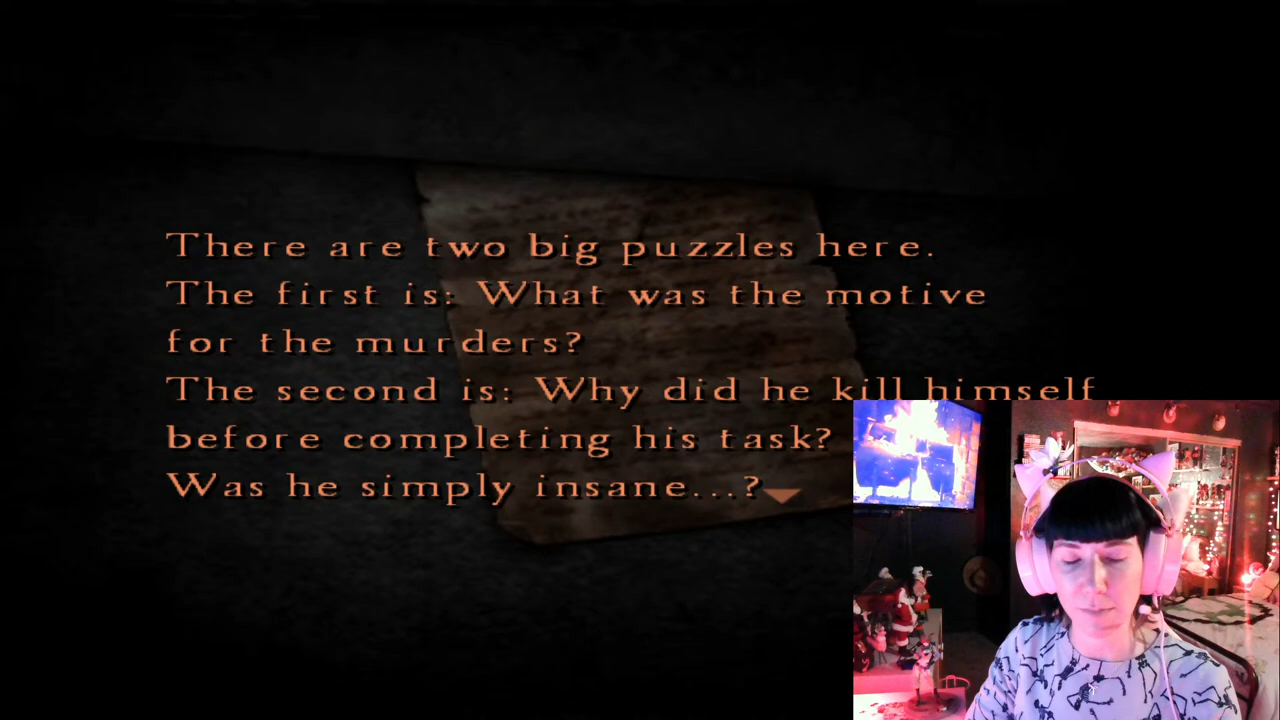 There are two big puzzles here.
The first is: What was the motive
for the murders?
The second is: Why did he kill himself
before completing his task?
Was he simply insane...?